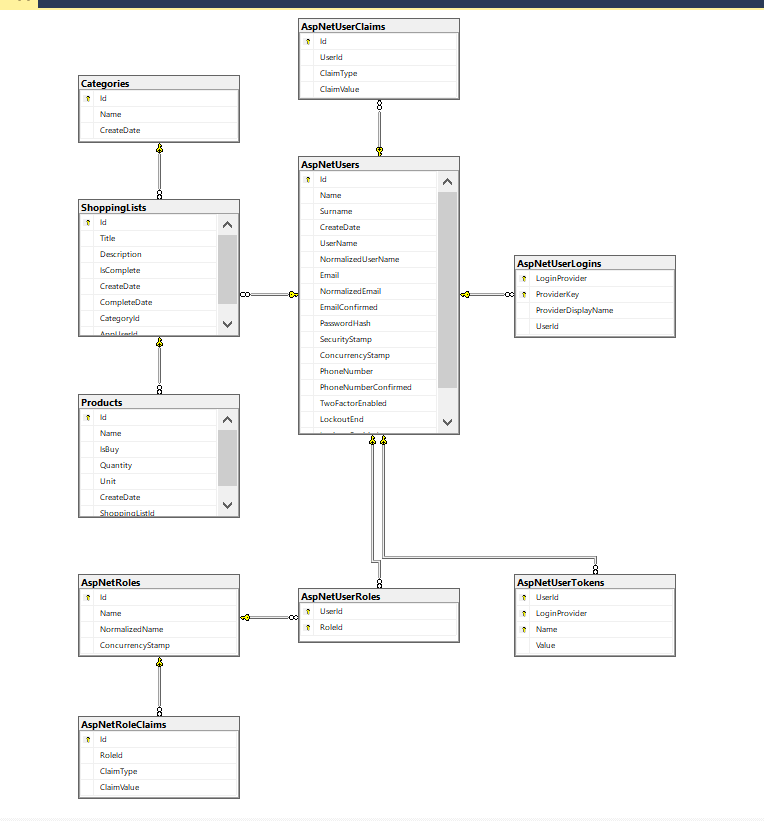 AspNetUserClaims
Id
UserId
ClaimType
ClaimValue
Categories
Id
Name
CreateDate
AspNetUsers
Id
Name
Surname
CreateDate
UserName
NormalizedUserName
Email
NormalizedEmail
EmailConfirmed
PasswordHash
SecurityStamp
ConcurrencyStamp
PhoneNumber
PhoneNumberConfirmed
TwoFactorEnabled
LockoutEnd
ShoppingLists
Id
Title
Description
IsComplete
CreateDate
CompleteDate
CategoryId
AppUserId
AspNetUserLogins
LoginProvider
ProviderKey
ProviderDisplayName
UserId
Products
Id
Name
IsBuy
Quantity
Unit
CreateDate
ShoppingListId
AspNetRoles
Id
Name
NormalizedName
ConcurrencyStamp
AspNetUserRoles
UserId
RoleId
AspNetUserTokens
UserId
LoginProvider
Name
Value
AspNetRoleClaims
Id
RoleId
ClaimType
ClaimValue